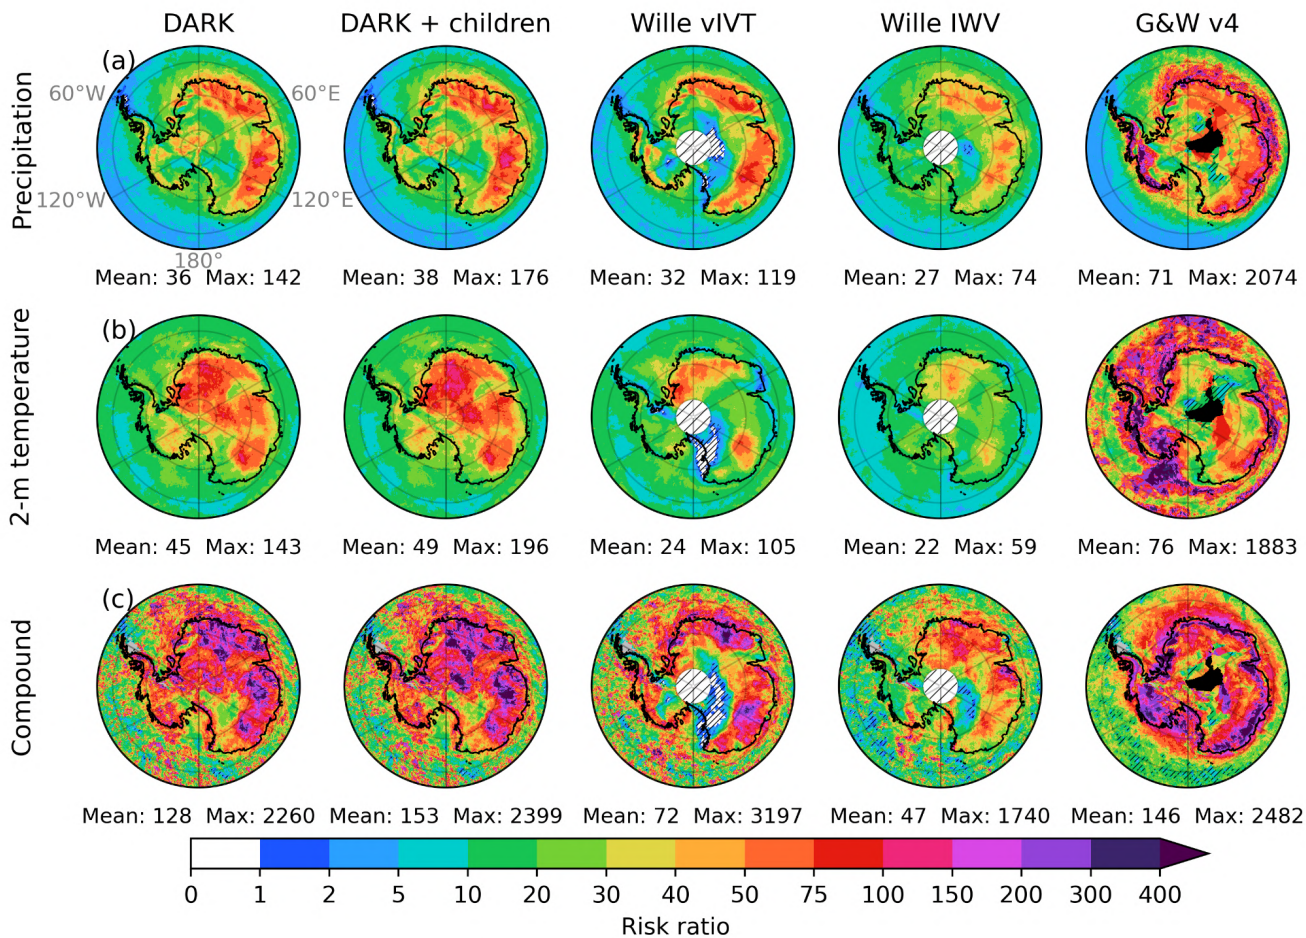 DARK DARK + children Wille vIVT Wille IWV G&W v4
Precipitation
(a)
60°W 60°E
120°W 120°E
180°
Mean: 36 Max: 142 Mean: 38 Max: 176 Mean: 32 Max: 119 Mean: 27 Max: 74 Mean: 71 Max: 2074
2-m temperature
(b)
Mean: 45 Max: 143 Mean: 49 Max: 196 Mean: 24 Max: 105 Mean: 22 Max: 59 Mean: 76 Max: 1883
Compound
(c)
Mean: 128 Max: 2260 Mean: 153 Max: 2399 Mean: 72 Max: 3197 Mean: 47 Max: 1740 Mean: 146 Max: 2482
0 1 2 5 10 20 30 40 50 75 100 150 200 300 400
Risk ratio